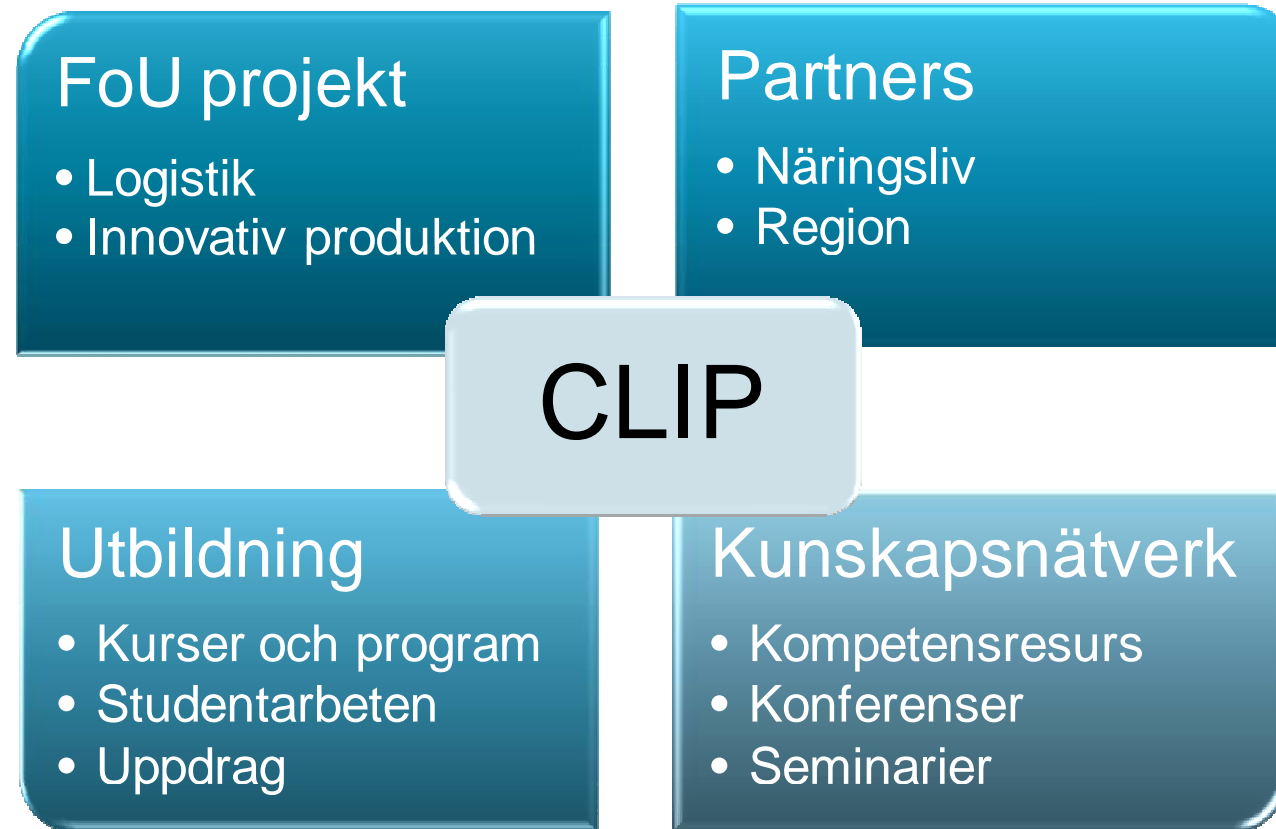 FoU projekt
• Logistik
• Innovativ produktion
Partners
• Näringsliv
• Region
CLIP
Utbildning
• Kurser och program
• Studentarbeten
• Uppdrag
Kunskapsnätverk
• Kompetensresurs
• Konferenser
• Seminarier